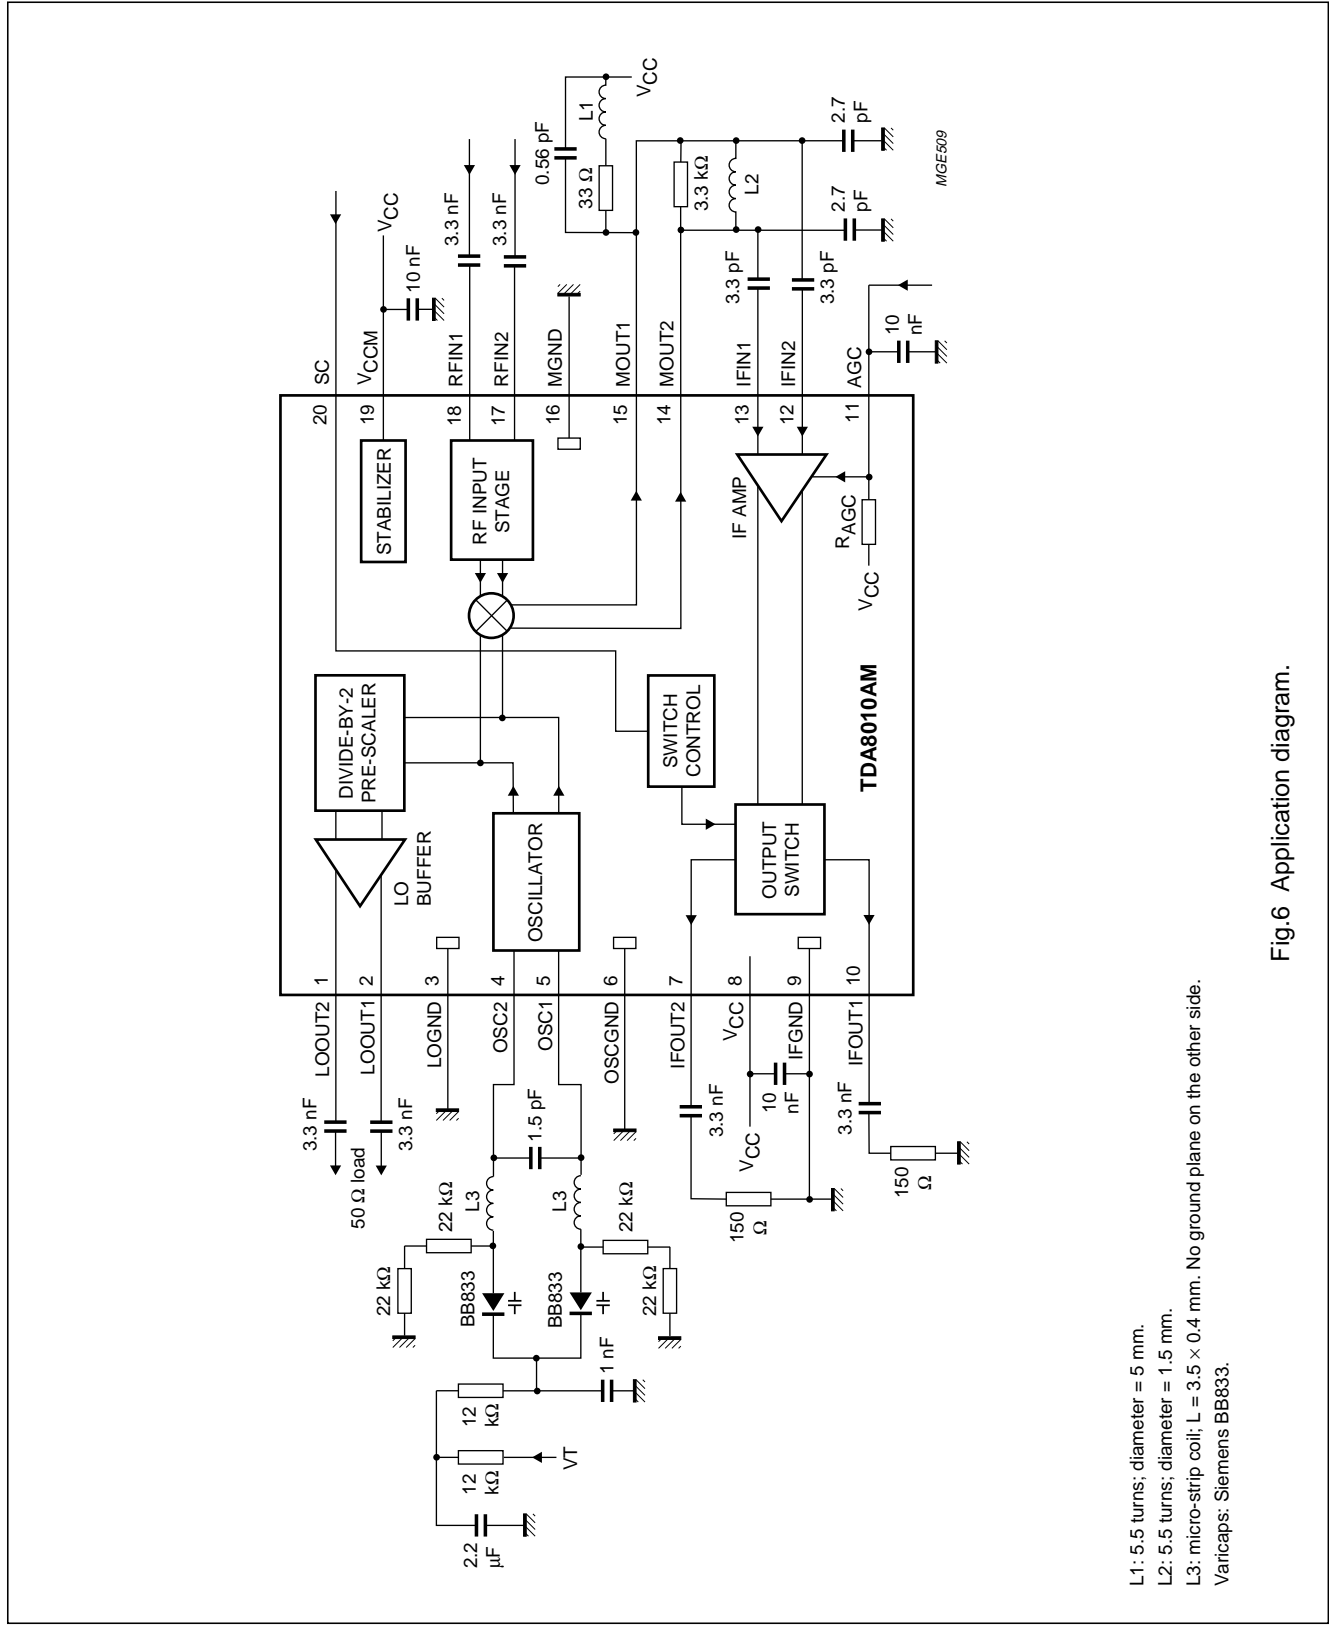 2.2
µF
12
kΩ
VT
12
kΩ
1 nF
22 kΩ
22 kΩ
BB833
BB833
22 kΩ
22 kΩ
L3
L3
1.5 pF
3.3 nF
3.3 nF
50 Ω load
LOOUT2
LOOUT1
LOGND
OSC2
OSC1
OSCGND
IFOUT2
VCC
IFGND
IFOUT1
3.3 nF
VCC
10
nF
3.3 nF
150
Ω
150
Ω
1
2
3
4
5
6
7
8
9
10
LO
BUFFER
DIVIDE-BY-2
PRE-SCALER
OSCILLATOR
OUTPUT
SWITCH
SWITCH
CONTROL
TDA8010AM
STABILIZER
RF INPUT
STAGE
IF AMP
RAGC
VCC
20
19
18
17
16
15
14
13
12
11
SC
VCCM
RFIN1
RFIN2
MGND
MOUT1
MOUT2
IFIN1
IFIN2
AGC
VCC
10 nF
3.3 nF
3.3 nF
0.56 pF
33 Ω
L1
VCC
3.3 kΩ
L2
3.3 pF
3.3 pF
2.7
pF
2.7
pF
10
nF
MGE509
L1: 5.5 turns; diameter = 5 mm.
L2: 5.5 turns; diameter = 1.5 mm.
L3: micro-strip coil; L = 3.5 × 0.4 mm. No ground plane on the other side.
Varicaps: Siemens BB833.
Fig.6 Application diagram.